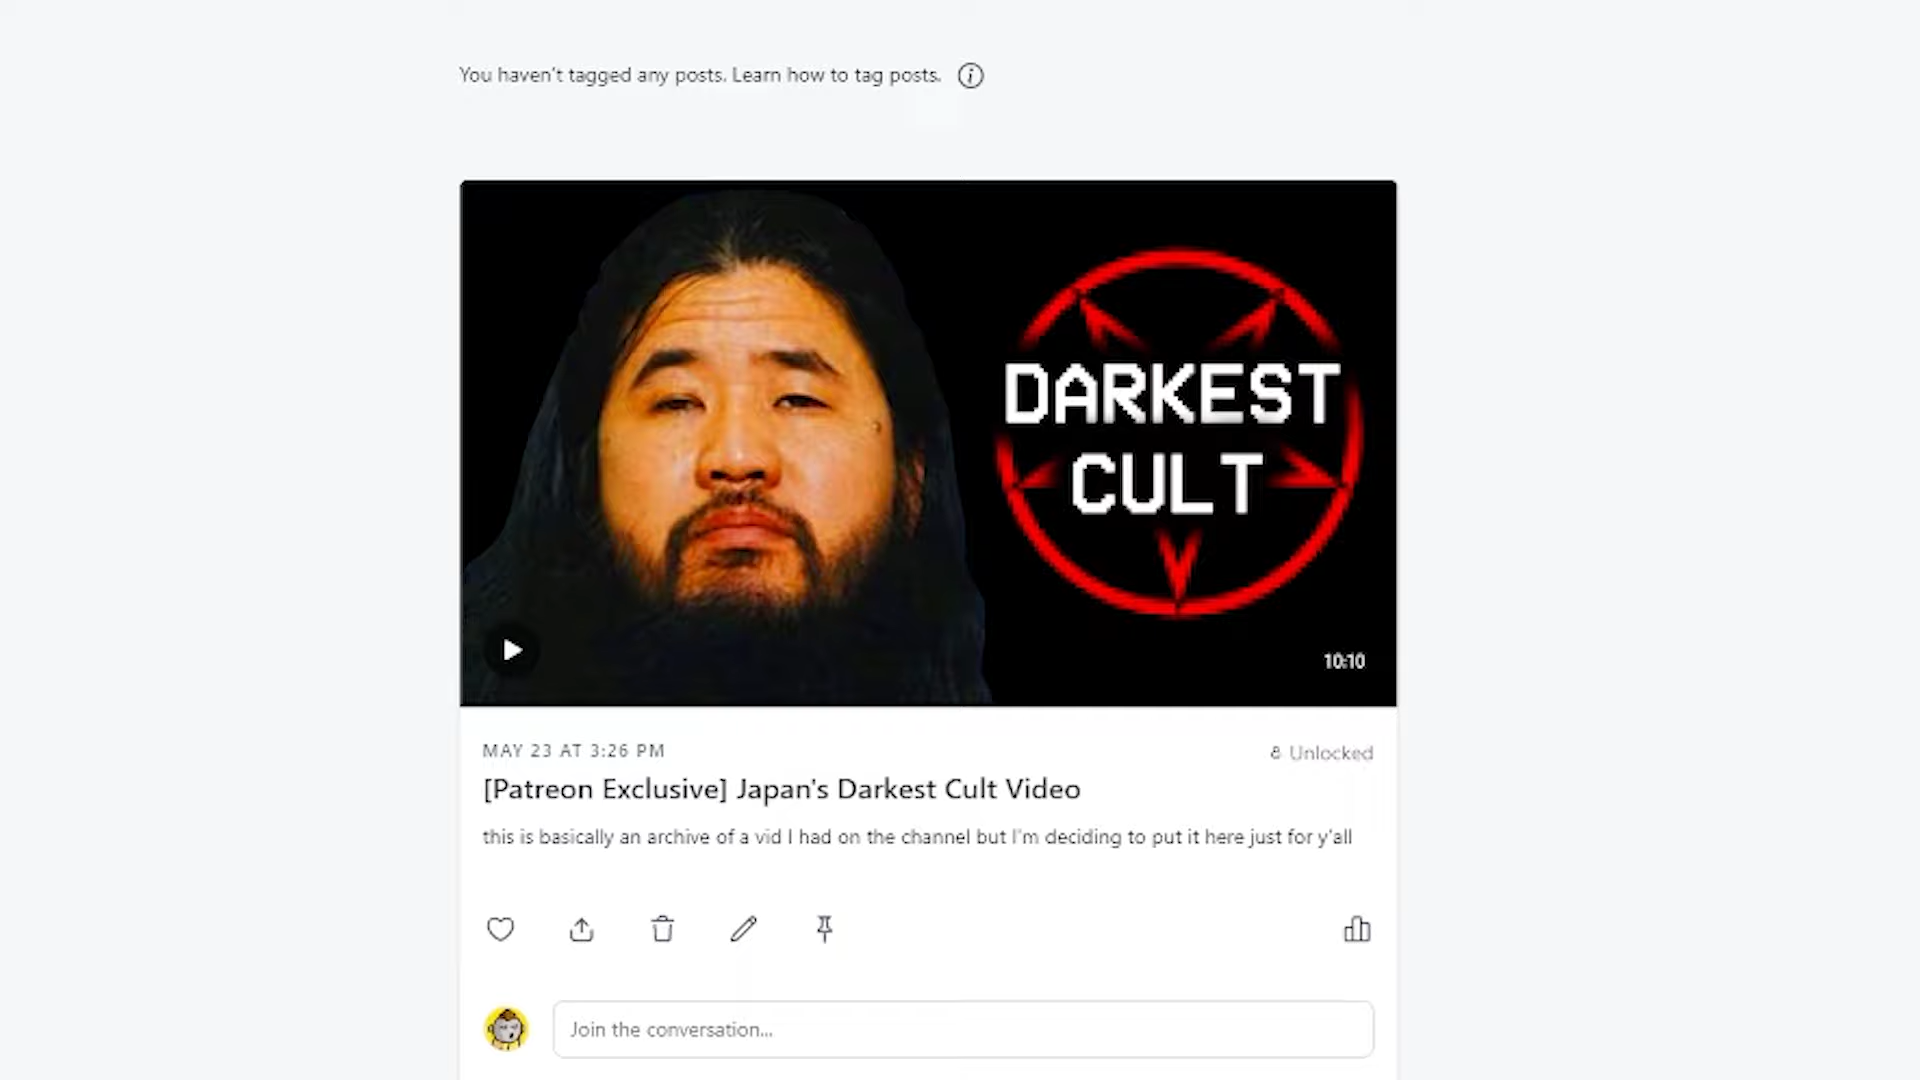 You haven't tagged any posts. Learn how to tag posts.
DARKEST
CULT
10:10
MAY 23 AT 3:26 PM
Unlocked
[Patreon Exclusive] Japan's Darkest Cult Video
this is basically an archive of a vid I had on the channel but I'm deciding to put it here just for y'all
Join the conversation...